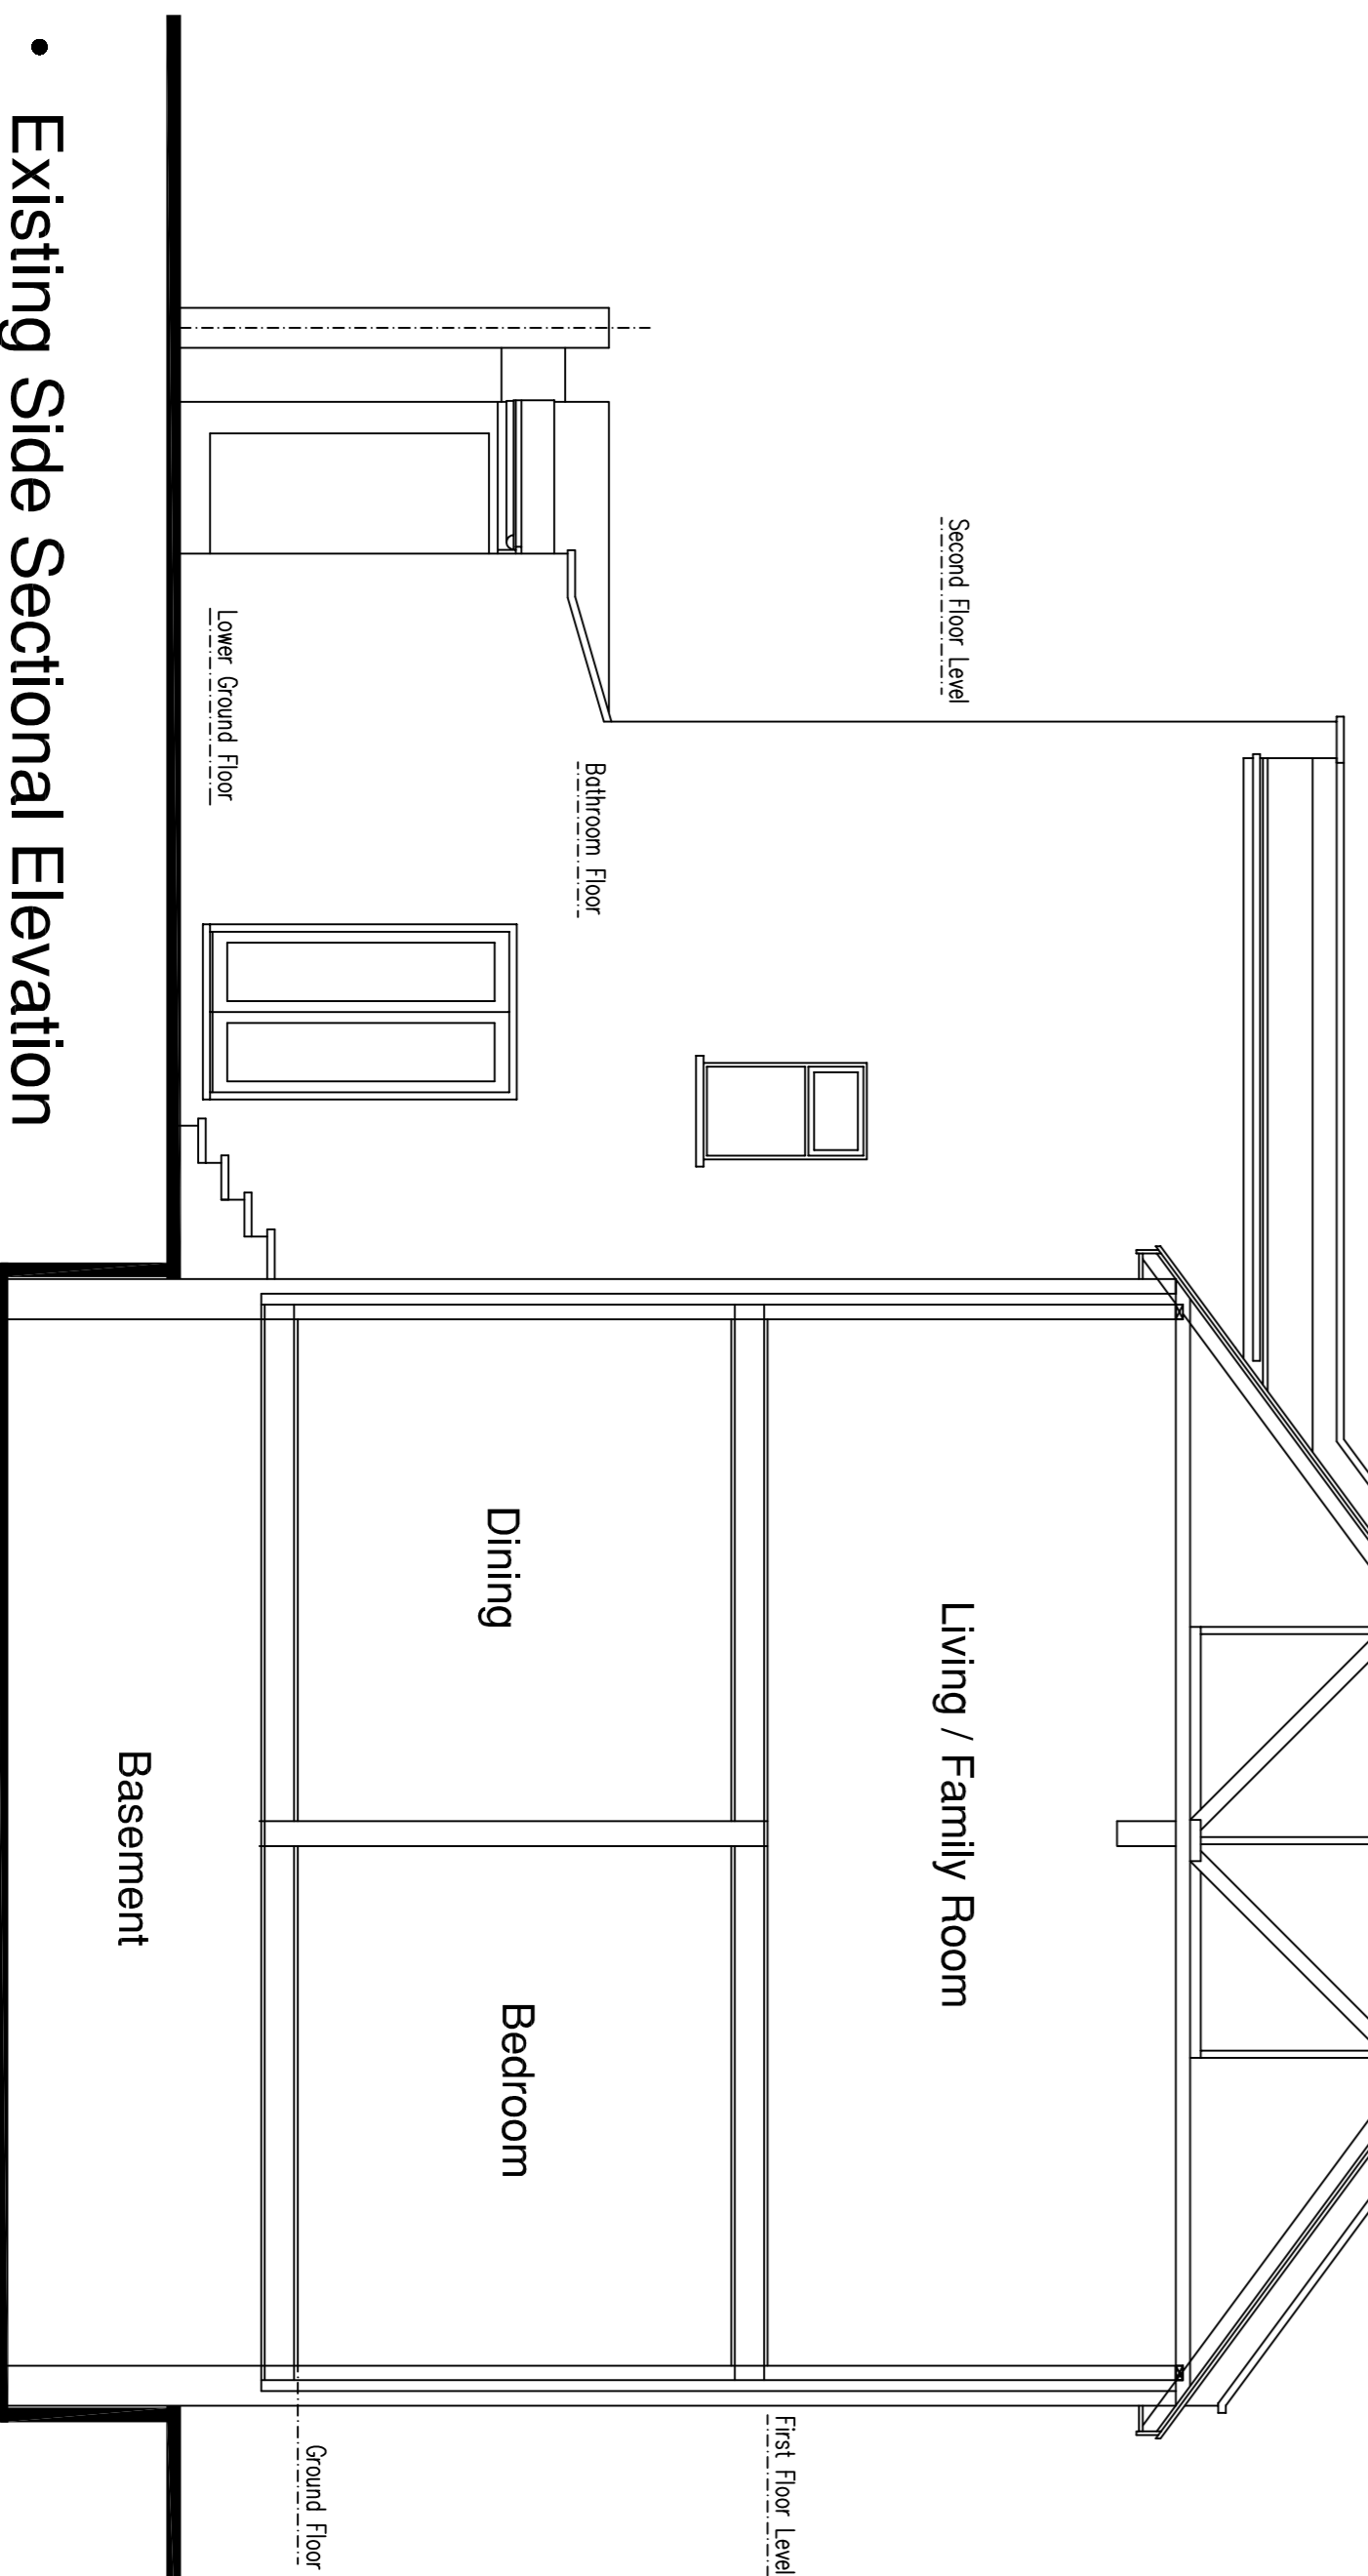 Second Floor Level
First Floor Level
Living / Family Room
Bathroom Floor
Dining
Bedroom
Ground Floor
Lower Ground Floor
Basement
• Existing Side Sectional Elevation